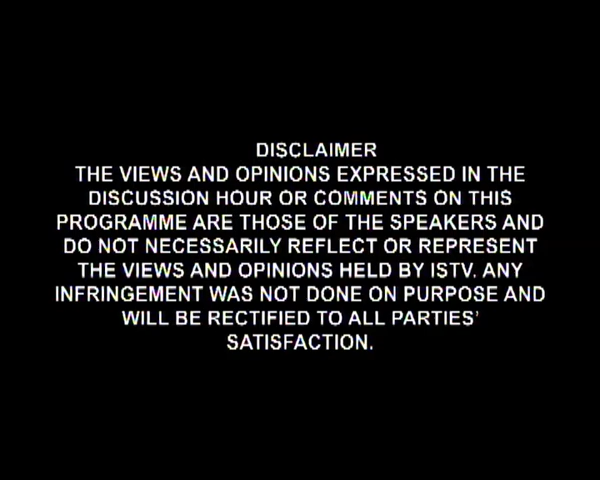 DISCLAIMER
THE VIEWS AND OPINIONS EXPRESSED IN THE
DISCUSSION HOUR OR COMMENTS ON THIS
PROGRAMME ARE THOSE OF THE SPEAKERS AND
DO NOT NECESSARILY REFLECT OR REPRESENT
THE VIEWS AND OPINIONS HELD BY ISTV. ANY
INFRINGEMENT WAS NOT DONE ON PURPOSE AND
WILL BE RECTIFIED TO ALL PARTIES'
SATISFACTION.